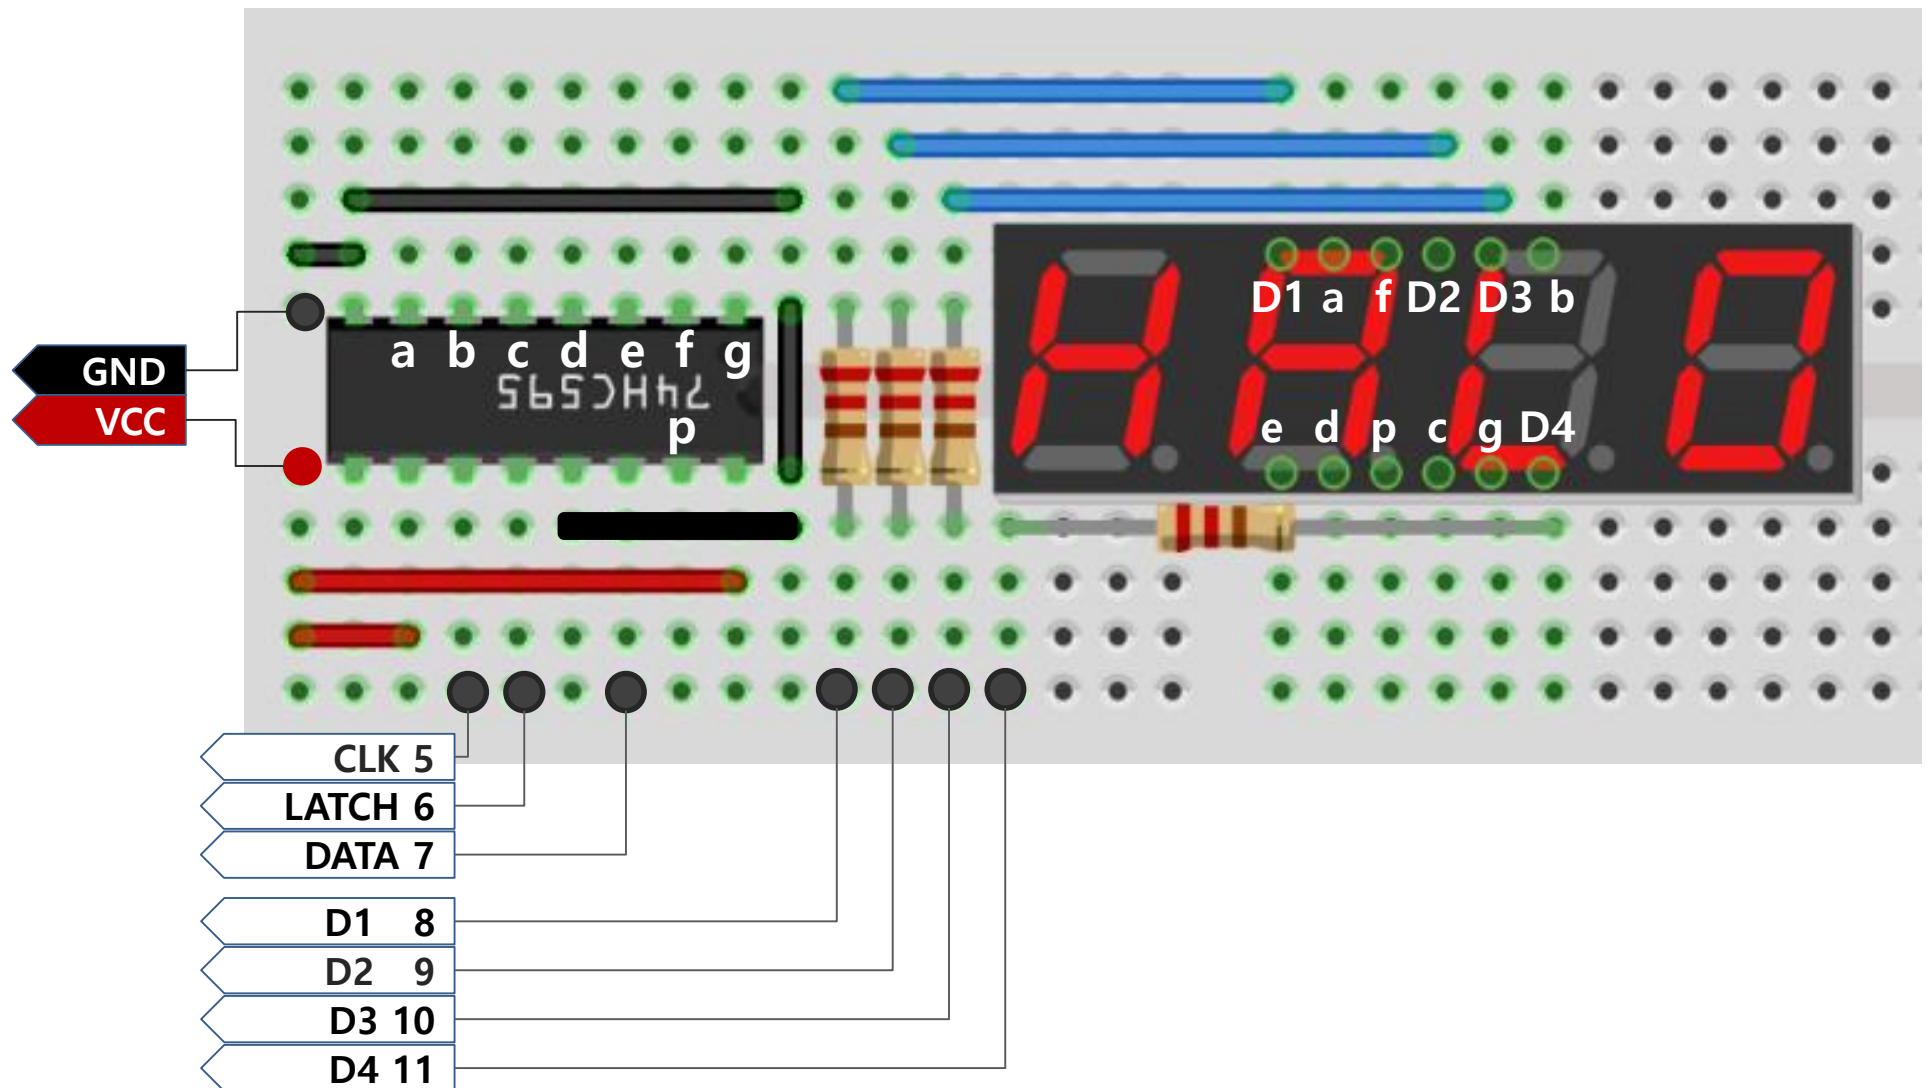 D1 a f D2 D3 b
a b c d e f g
74HC595
p
e d p c g D4
GND
VCC
CLK 5
LATCH 6
DATA 7
D1 8
D2 9
D3 10
D4 11